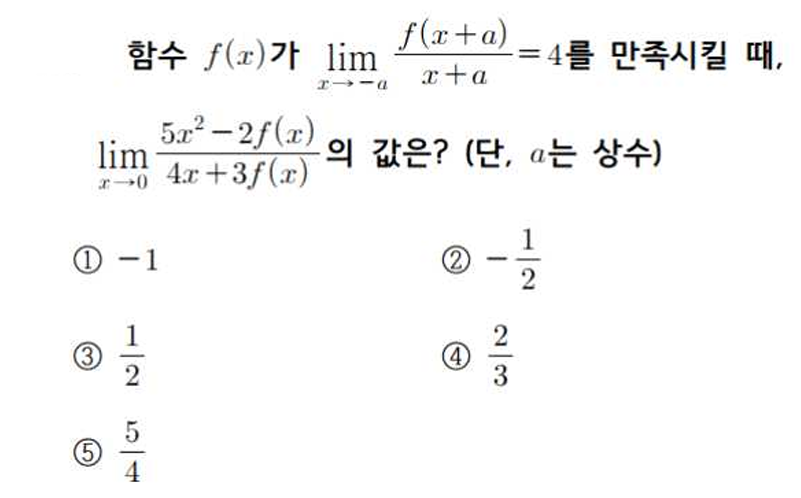 함수 f(x)가 lim_{x→-a} \frac{f(x+a)}{x+a} = 4를 만족시킬 때,
lim_{x→0} \frac{5x^2-2f(x)}{4x+3f(x)}의 값은? (단, a는 상수)
① -1 ② -\frac{1}{2}
③ \frac{1}{2} ④ \frac{2}{3}
⑤ \frac{5}{4}